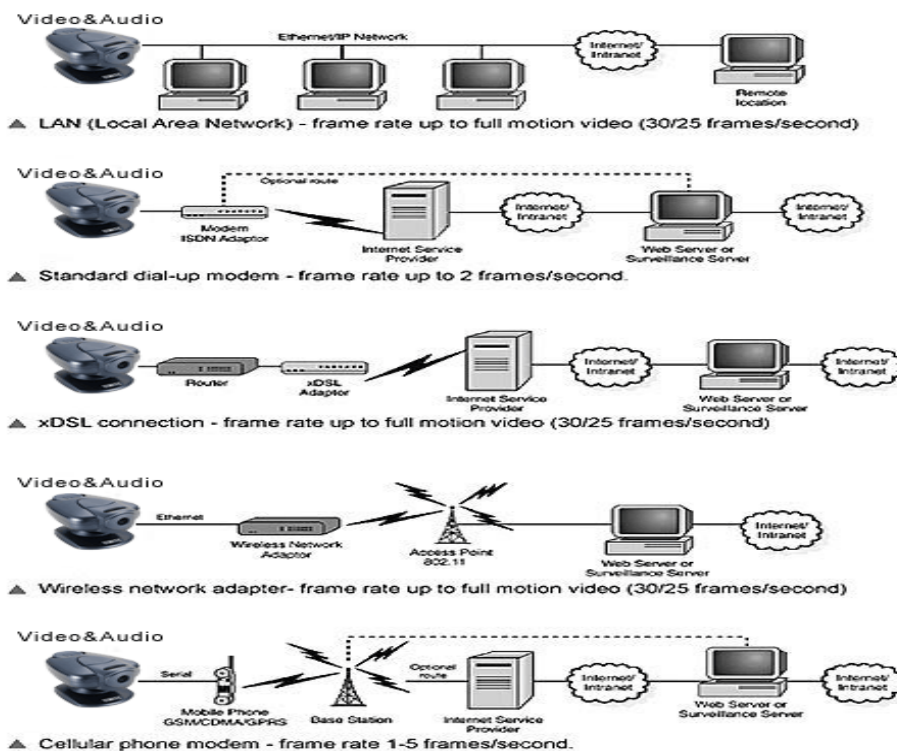 Video&Audio
Ethernet/IP Network
Internet/
Intranet
Remote
location
▲ LAN (Local Area Network) - frame rate up to full motion video (30/25 frames/second)
Video&Audio
Optional route
Modem
ISDN Adaptor
Internet Service
Provider
Internet/
Intranet
Web Server or
Surveillance Server
Internet/
Intranet
▲ Standard dial-up modem - frame rate up to 2 frames/second.
Video&Audio
Router
xDSL
Adaptor
Internet Service
Provider
Internet/
Intranet
Web Server or
Surveillance Server
Internet/
Intranet
▲ xDSL connection - frame rate up to full motion video (30/25 frames/second)
Video&Audio
Ethernet
Wireless Network
Adaptor
Access Point
802.11
Web Server or
Surveillance Server
Internet/
Intranet
▲ Wireless network adapter- frame rate up to full motion video (30/25 frames/second)
Video&Audio
Serial
Mobile Phone
GSM/CDMA/GPRS
Base Station
Optional
route
Internet Service
Provider
Internet/
Intranet
Web Server or
Surveillance Server
Internet/
Intranet
▲ Cellular phone modem - frame rate 1-5 frames/second.